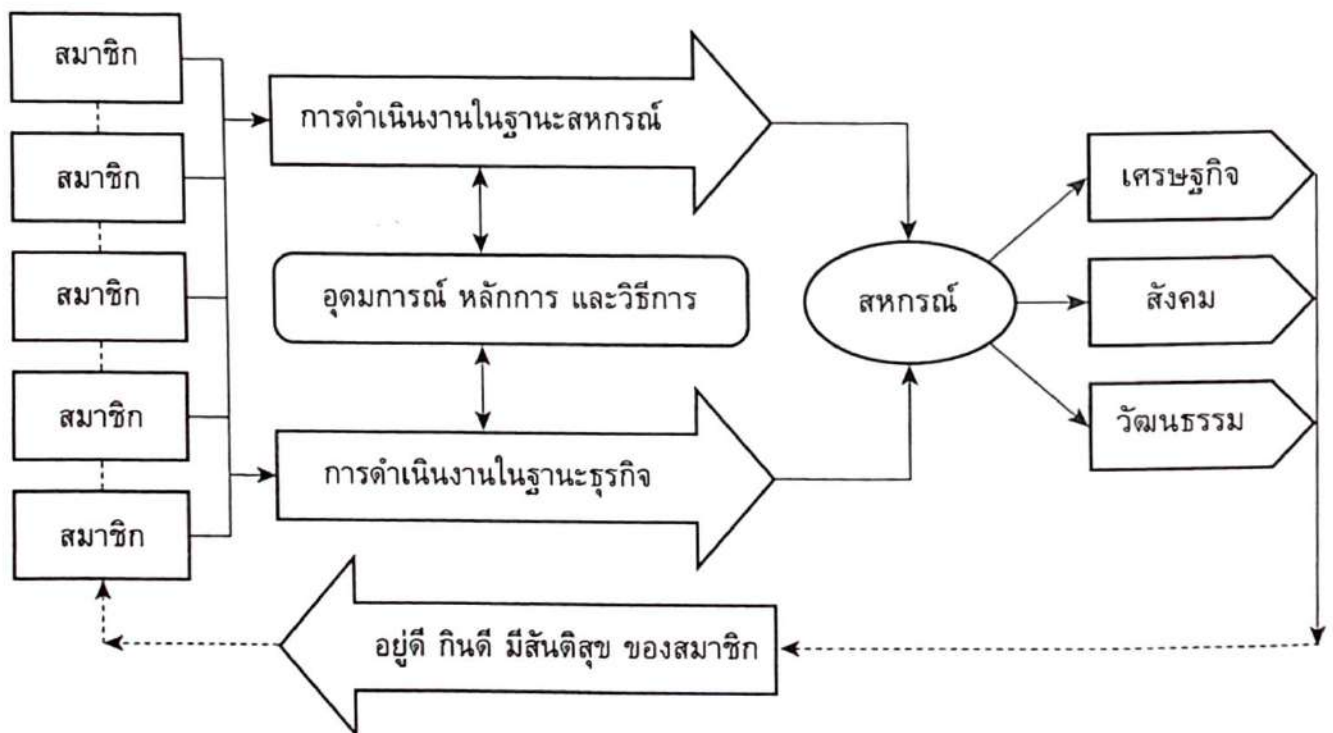 สมาชิก
สมาชิก
สมาชิก
สมาชิก
สมาชิก
การดำเนินงานในฐานะสหกรณ์
อุดมการณ์ หลักการ และวิธีการ
การดำเนินงานในฐานะธุรกิจ
สหกรณ์
เศรษฐกิจ
สังคม
วัฒนธรรม
อยู่ดี กินดี มีสันติสุข ของสมาชิก